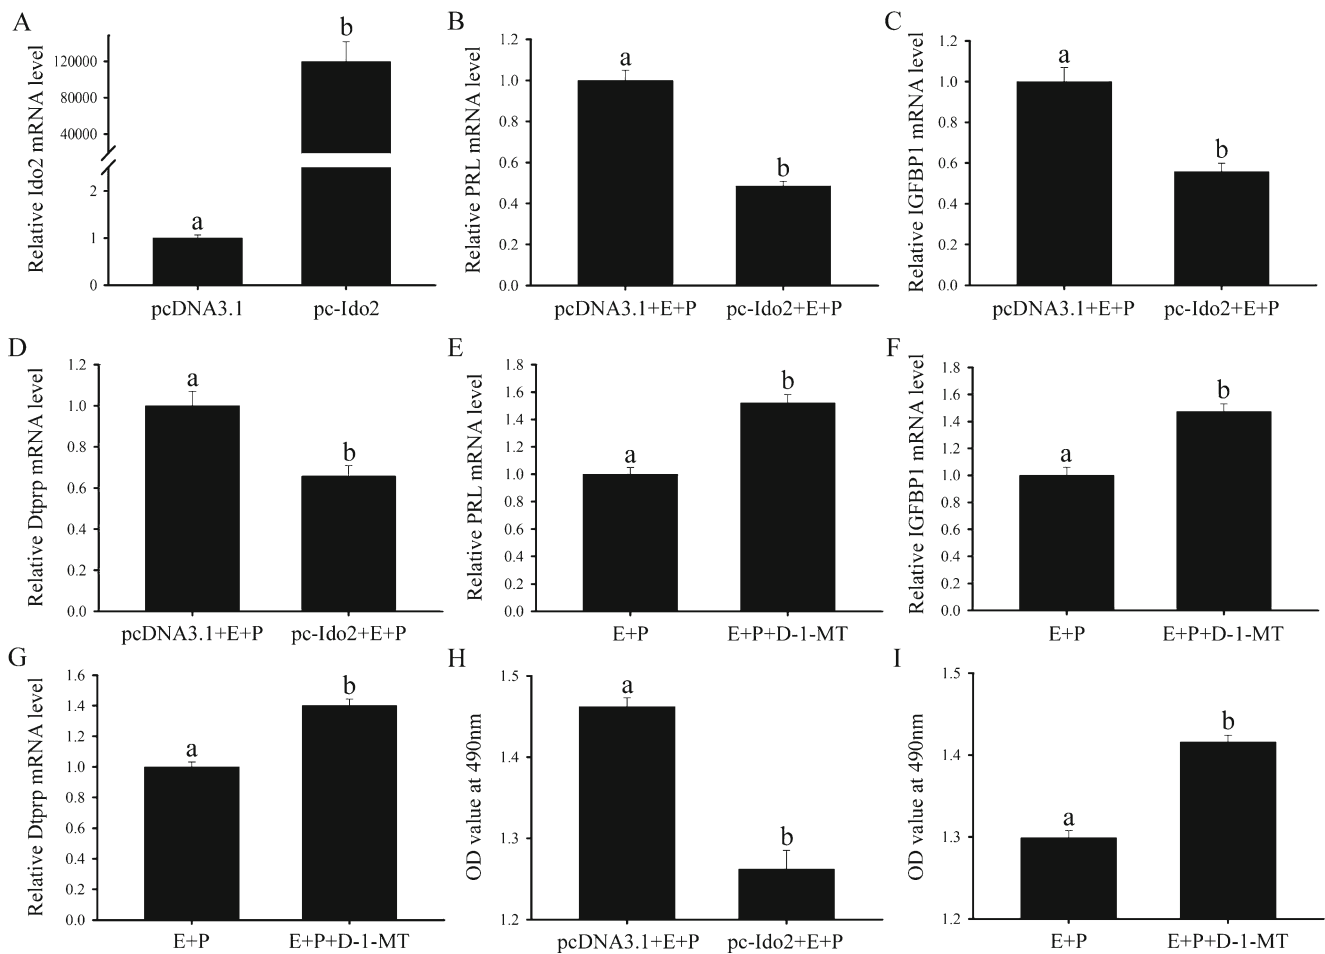 A
Relative Ido2 mRNA level
120000
80000
40000
2
1
0
a
b
pcDNA3.1
pc-Ido2
B
Relative PRL mRNA level
1.2
1.0
0.8
0.6
0.4
0.2
0.0
a
b
pcDNA3.1+E+P
pc-Ido2+E+P
C
Relative IGFBP1 mRNA level
1.2
1.0
0.8
0.6
0.4
0.2
0.0
a
b
pcDNA3.1+E+P
pc-Ido2+E+P
D
Relative Dtprp mRNA level
1.2
1.0
0.8
0.6
0.4
0.2
0.0
a
b
pcDNA3.1+E+P
pc-Ido2+E+P
E
Relative PRL mRNA level
1.8
1.6
1.4
1.2
1.0
0.8
0.6
0.4
0.2
0.0
a
b
E+P
E+P+D-1-MT
F
Relative IGFBP1 mRNA level
1.8
1.6
1.4
1.2
1.0
0.8
0.6
0.4
0.2
0.0
a
b
E+P
E+P+D-1-MT
G
Relative Dtprp mRNA level
1.6
1.4
1.2
1.0
0.8
0.6
0.4
0.2
0.0
a
b
E+P
E+P+D-1-MT
H
OD value at 490nm
1.5
1.4
1.3
1.2
a
b
pcDNA3.1+E+P
pc-Ido2+E+P
I
OD value at 490nm
1.5
1.4
1.3
1.2
a
b
E+P
E+P+D-1-MT